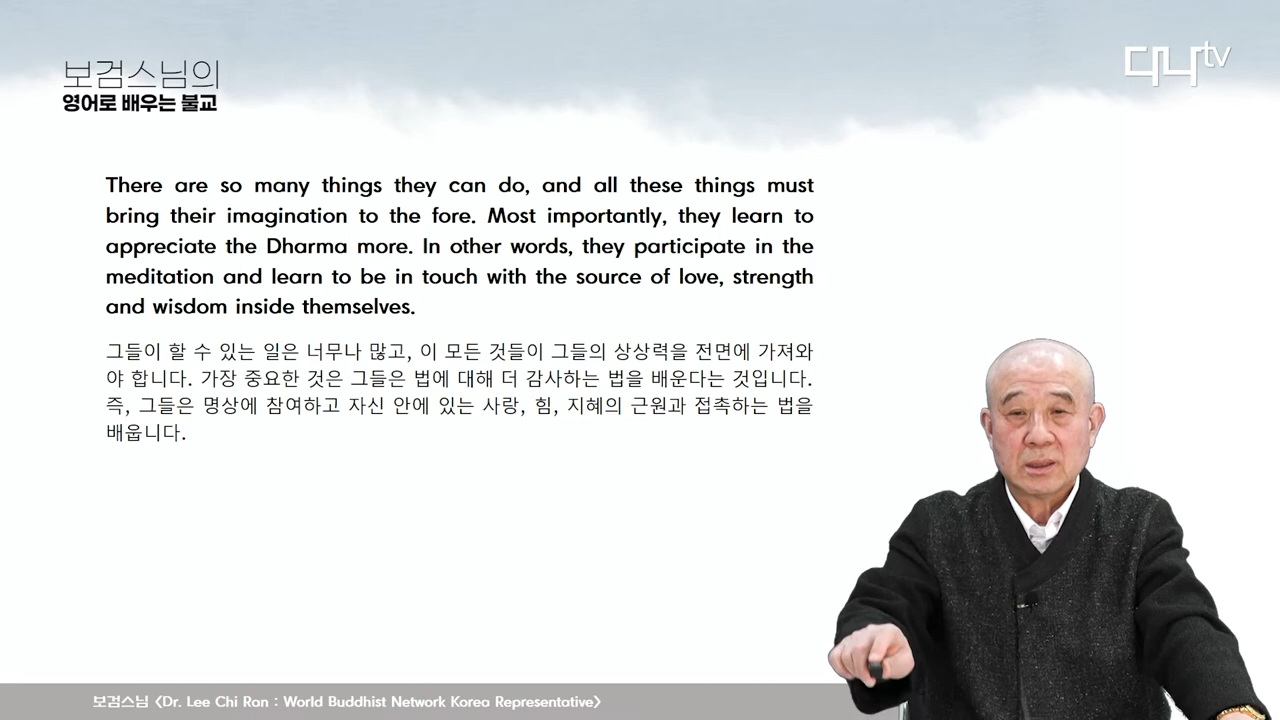 보검스님의
영어로 배우는 불교
다나tv
There are so many things they can do, and all these things must
bring their imagination to the fore. Most importantly, they learn to
appreciate the Dharma more. In other words, they participate in the
meditation and learn to be in touch with the source of love, strength
and wisdom inside themselves.
그들이 할 수 있는 일은 너무나 많고, 이 모든 것들이 그들의 상상력을 전면에 가져와
야 합니다. 가장 중요한 것은 그들은 법에 대해 더 감사하는 법을 배운다는 것입니다.
즉, 그들은 명상에 참여하고 자신 안에 있는 사랑, 힘, 지혜의 근원과 접촉하는 법을
배웁니다.
보검스님 <Dr. Lee Chi Ran : World Buddhist Network Korea Representative>